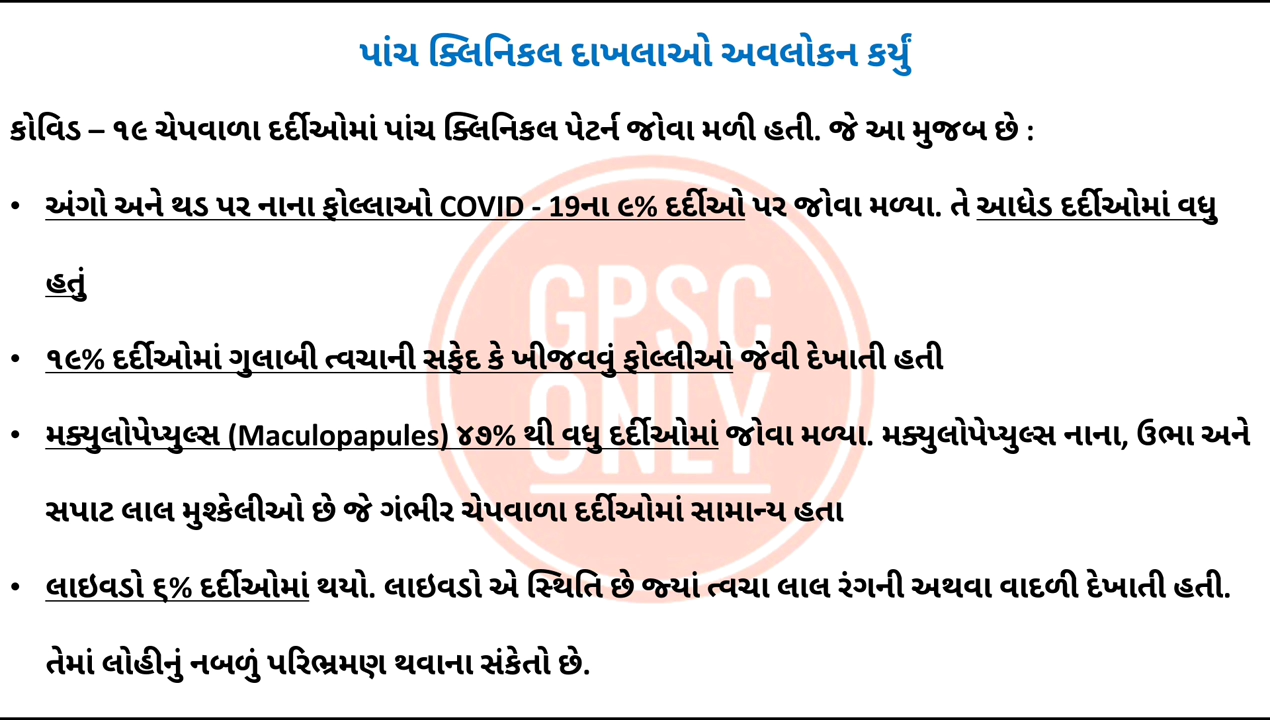 પાંચ ક્લિનિકલ દાખલાઓ અવલોકન કર્યું
કોવિડ – ૧૯ ચેપવાળા દર્દીઓમાં પાંચ ક્લિનિકલ પેટર્ન જોવા મળી હતી. જે આ મુજબ છે :
• અંગો અને થડ પર નાના ફોલ્લાઓ COVID - 19ના ૯% દર્દીઓ પર જોવા મળ્યા. તે આધેડ દર્દીઓમાં વધુ
હતું
• ૧૯% દર્દીઓમાં ગુલાબી ત્વચાની સફેદ કે ખીજવવું ફોલ્લીઓ જેવી દેખાતી હતી
• મક્યુલોપેપ્યુલ્સ (Maculopapules) ૪૭% થી વધુ દર્દીઓમાં જોવા મળ્યા. મક્યુલોપેપ્યુલ્સ નાના, ઉભા અને
સપાટ લાલ મુશ્કેલીઓ છે જે ગંભીર ચેપવાળા દર્દીઓમાં સામાન્ય હતા
• લાઇવડો ૬% દર્દીઓમાં થયો. લાઇવડો એ સ્થિતિ છે જ્યાં ત્વચા લાલ રંગની અથવા વાદળી દેખાતી હતી.
તેમાં લોહીનું નબળું પરિભ્રમણ થવાના સંકેતો છે.
GPSC
ONLY